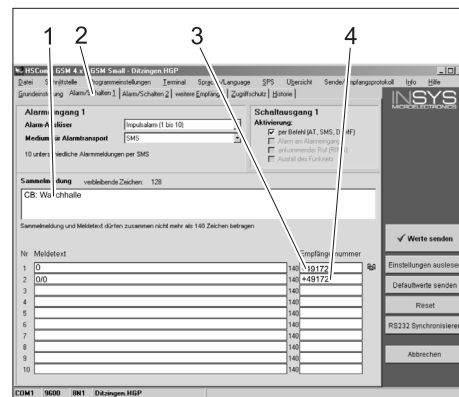 1 2 3 4
HSComm GSM 4.x GSM Small - Ditzingen.HGP
Datei Schnittstelle Programmeinstellungen Terminal Sprache/Language SPS Übersicht Sende/Empfangsprotokoll Info Hilfe
Grundeinstellung Alarm/Schalten 1 Alarm/Schalten 2 weitere Empfänger Zugriffschutz Historie
INSYS
MICROELECTRONICS
Alarmeingang 1
Alarm-Auslöser Impulsalarm (1 bis 10)
Medium für Alarmtransport SMS
10 unterschiedliche Alarmmeldungen per SMS
Schaltausgang 1
Aktivierung:
per Befehl (AT, SMS, DTMF)
Alarm am Alarmeingang
ankommender Ruf (RING)
Ausfall des Funknetz
Sammelmeldung verbleibende Zeichen: 128
CB: Waschhalle
Sammelmeldung und Meldetext dürfen zusammen nicht mehr als 140 Zeichen betragen
Nr Meldetext Empfängernummer
1 0 140 +49172
2 0/0 140 +49172
3 140
4 140
5 140
6 140
7 140
8 140
9 140
10 140
Werte senden
Einstellungen auslesen
Defaultwerte senden
Reset
RS232 Synchronisieren
Abbrechen
COM1 9600 8N1 Ditzingen.HGP